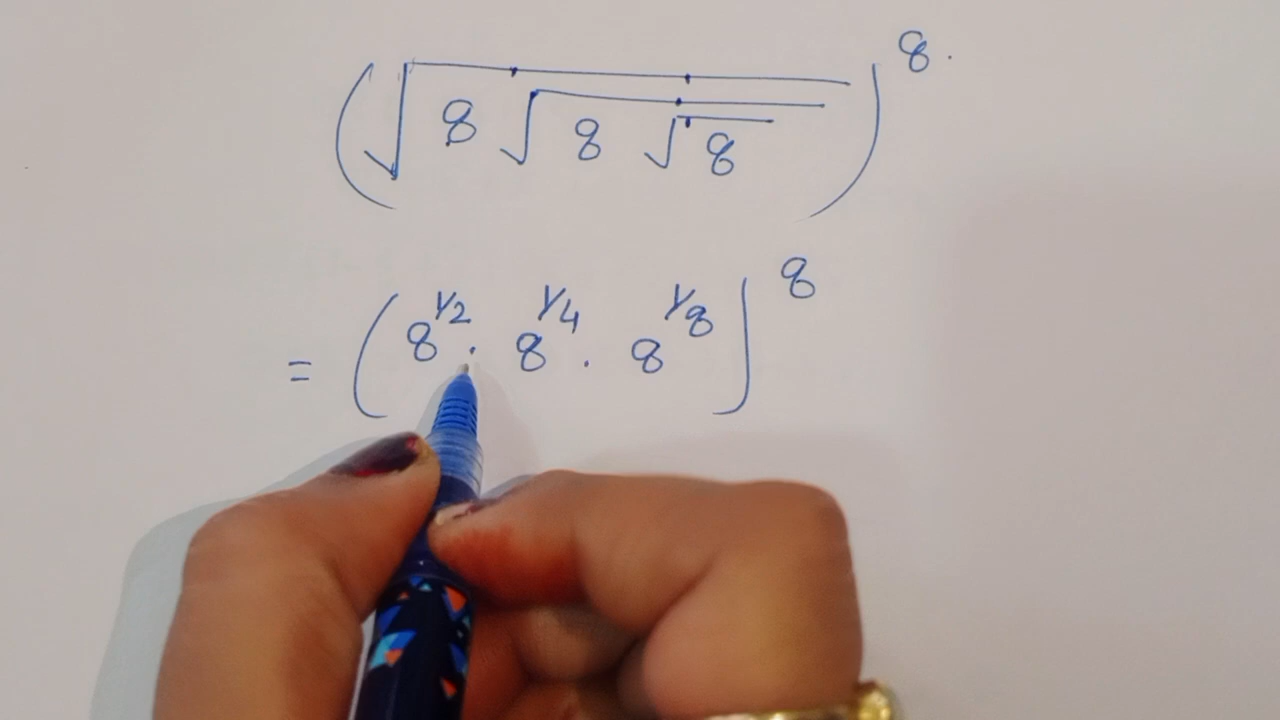 (√8√8√8)^8.
= (8^1/2 . 8^1/4 . 8^1/8)^8